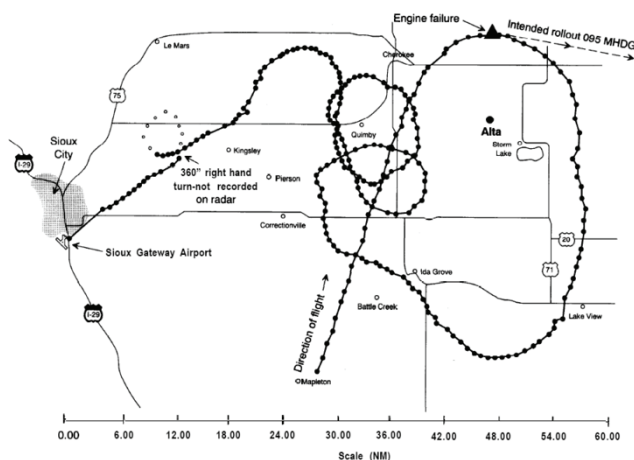 Engine failure
Intended rollout 095 MHDG
Le Mars
Cherokee
75
I-29
Sioux
City
Quimby
Alta
Storm
Lake
Kingsley
360" right hand
turn-not recorded
on radar
Pierson
Correctionville
Sioux Gateway Airport
20
71
Ida Grove
I-29
Battle Creek
Lake View
Direction of flight
Mapleton
0.00
6.00
12.00
18.00
24.00
30.00
36.00
42.00
48.00
54.00
60.00
Scale (NM)